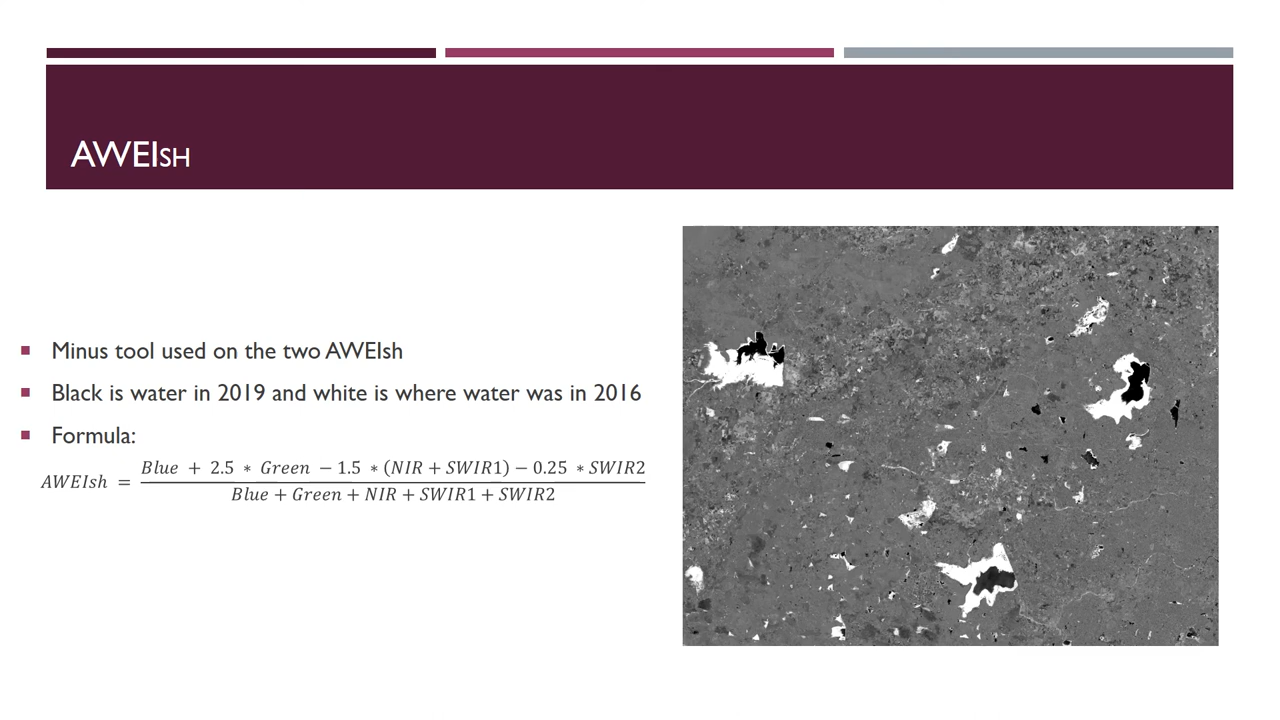 AWEISH
Minus tool used on the two AWEIsh
Black is water in 2019 and white is where water was in 2016
Formula:
AWEIsh = (Blue + 2.5 * Green − 1.5 * (NIR + SWIR1) − 0.25 * SWIR2) / (Blue + Green + NIR + SWIR1 + SWIR2)